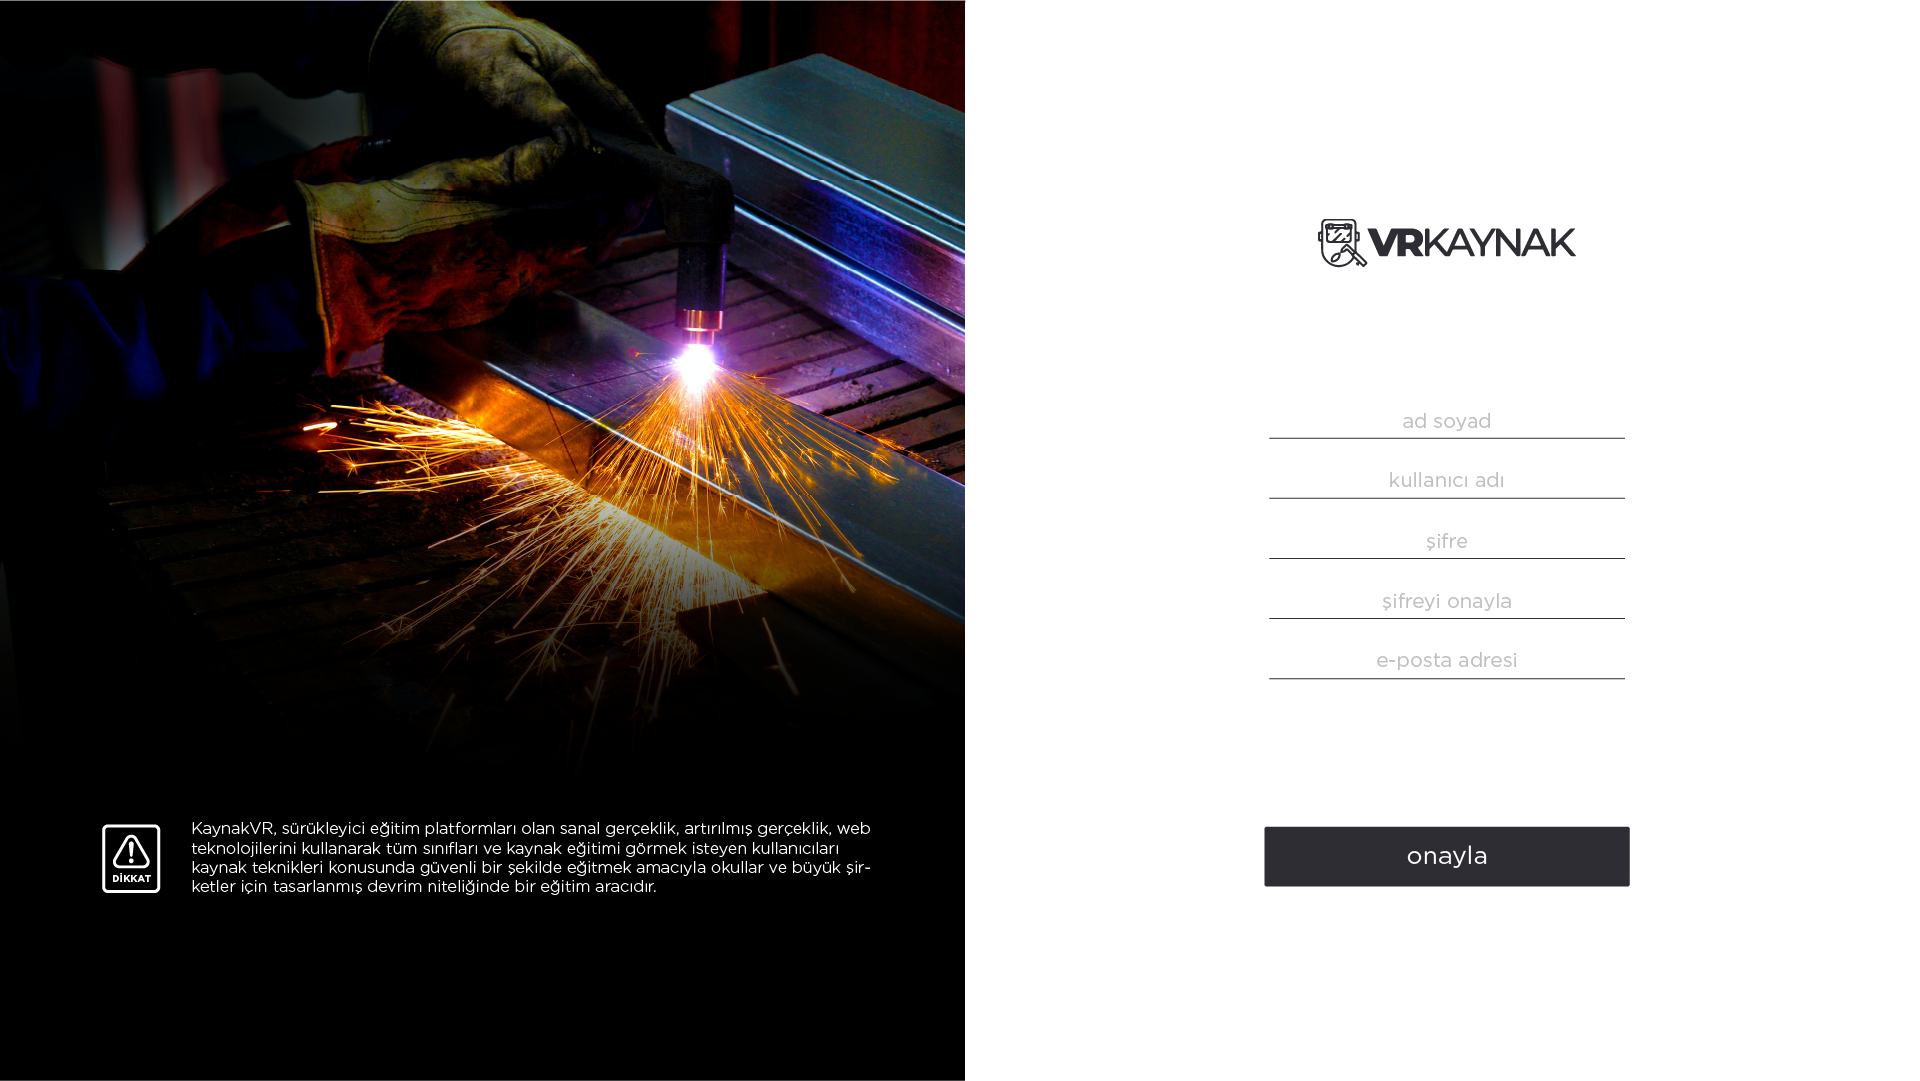 VRKAYNAK
ad soyad
kullanıcı adı
şifre
şifreyi onayla
e-posta adresi
onayla
DİKKAT
KaynakVR, sürükleyici eğitim platformları olan sanal gerçeklik, artırılmış gerçeklik, web
teknolojilerini kullanarak tüm sınıfları ve kaynak eğitimi görmek isteyen kullanıcıları
kaynak teknikleri konusunda güvenli bir şekilde eğitmek amacıyla okullar ve büyük şir-
ketler için tasarlanmış devrim niteliğinde bir eğitim aracıdır.